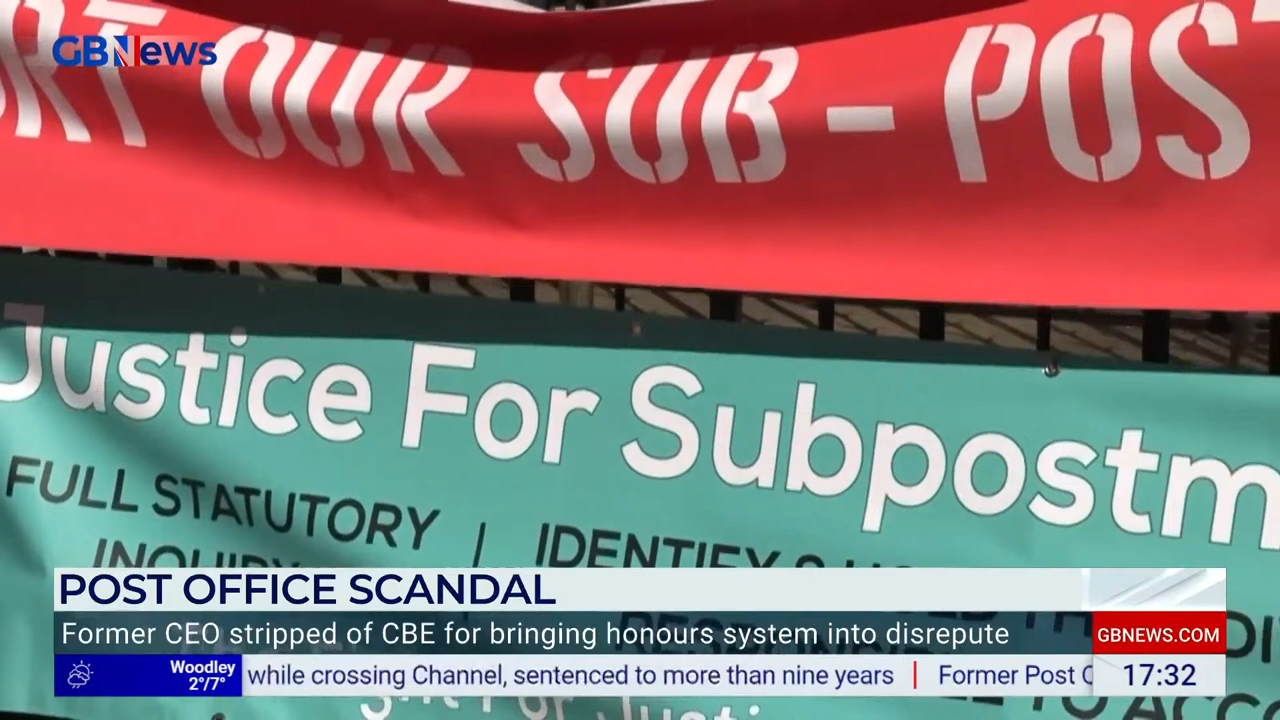 GBNews
OUR SUB-POS
Justice For Subpostm
FULL STATUTORY | IDENTIFY
POST OFFICE SCANDAL
Former CEO stripped of CBE for bringing honours system into disrepute
GBNEWS.COM
Woodley
2°/7°
while crossing Channel, sentenced to more than nine years | Former Post
17:32